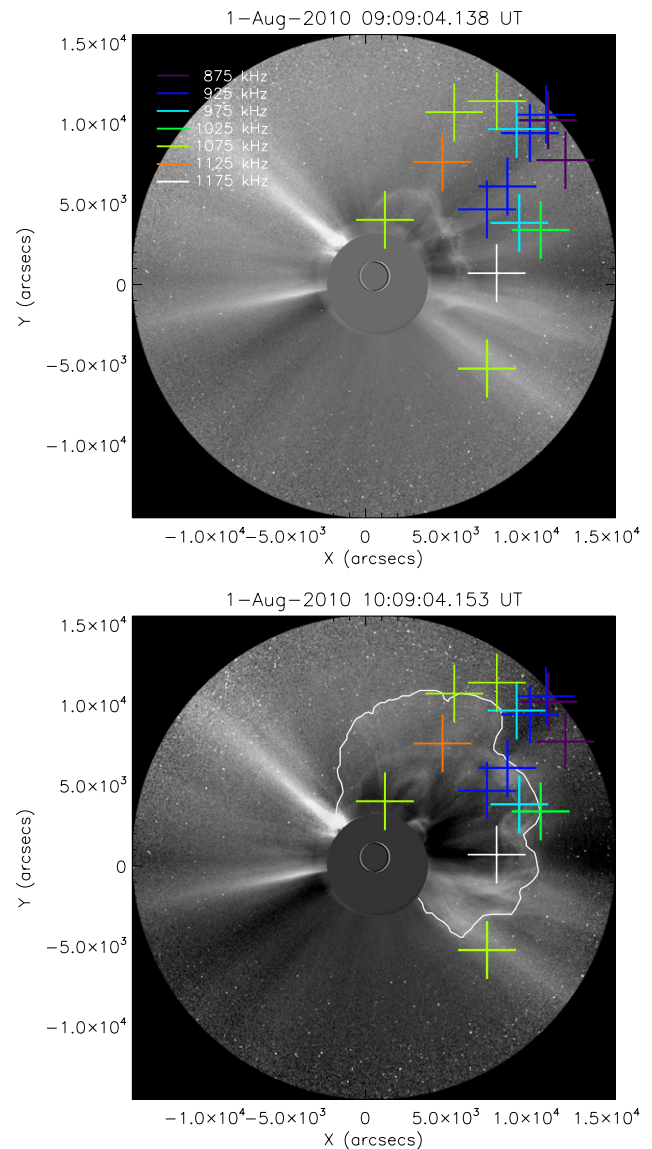 1-Aug-2010 09:09:04.138 UT
1.5×10⁴
875 kHz
925 kHz
975 kHz
1.0×10⁴
1025 kHz
1075 kHz
1125 kHz
1175 kHz
5.0×10³
Y (arcsecs)
0
−5.0×10³
−1.0×10⁴
−1.0×10⁴ −5.0×10³ 0 5.0×10³ 1.0×10⁴ 1.5×10⁴
X (arcsecs)
1-Aug-2010 10:09:04.153 UT
1.5×10⁴
1.0×10⁴
5.0×10³
Y (arcsecs)
0
−5.0×10³
−1.0×10⁴
−1.0×10⁴ −5.0×10³ 0 5.0×10³ 1.0×10⁴ 1.5×10⁴
X (arcsecs)